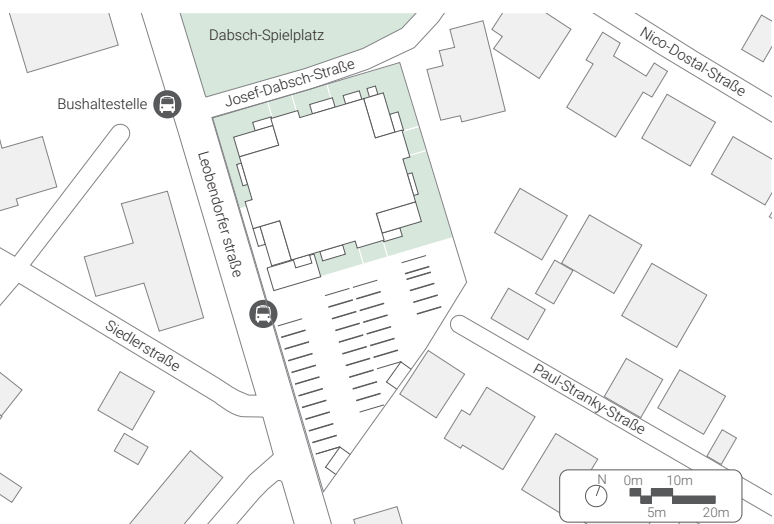 Dabsch-Spielplatz
Nico-Dostal-Straße
Josef-Dabsch-Straße
Bushaltestelle
Leobendorfer straße
Siedlerstraße
Paul-Stranky-Straße
N 0m 10m
5m 20m